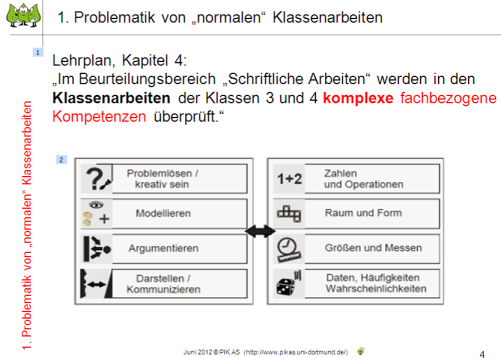 1. Problematik von „normalen“ Klassenarbeiten
1
Lehrplan, Kapitel 4:
„Im Beurteilungsbereich „Schriftliche Arbeiten“ werden in den
Klassenarbeiten der Klassen 3 und 4 komplexe fachbezogene
Kompetenzen überprüft.“
1. Problematik von „normalen“ Klassenarbeiten
2
Problemlösen /
kreativ sein
Modellieren
Argumentieren
Darstellen /
Kommunizieren
1+2
Zahlen
und Operationen
Raum und Form
Größen und Messen
Daten, Häufigkeiten
Wahrscheinlichkeiten
Juni 2012 © PIK AS (http://www.pikas.uni-dortmund.de/)
4